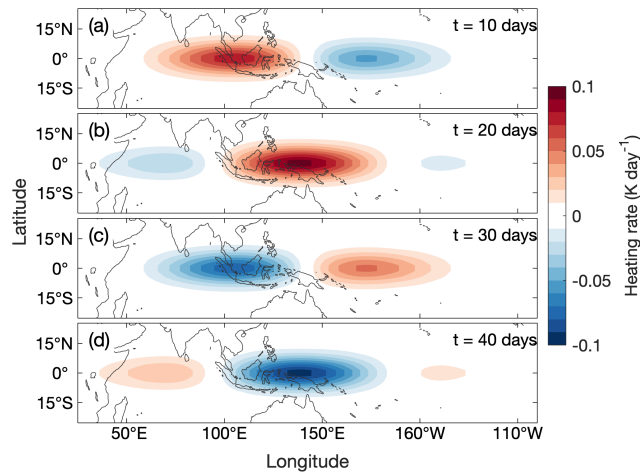 (a)
t = 10 days
15°N
0°
15°S
(b)
t = 20 days
15°N
0°
15°S
(c)
t = 30 days
15°N
0°
15°S
(d)
t = 40 days
15°N
0°
15°S
50°E
100°E
150°E
160°W
110°W
Longitude
Latitude
0.1
0.05
0
-0.05
-0.1
Heating rate (K day⁻¹)